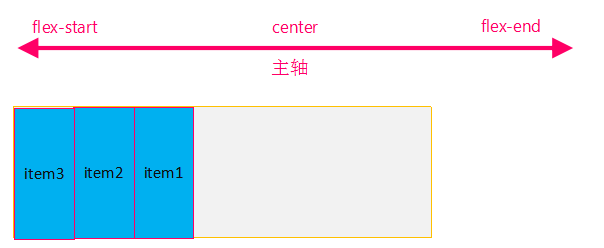 flex-start center flex-end
主轴
item3 item2 item1